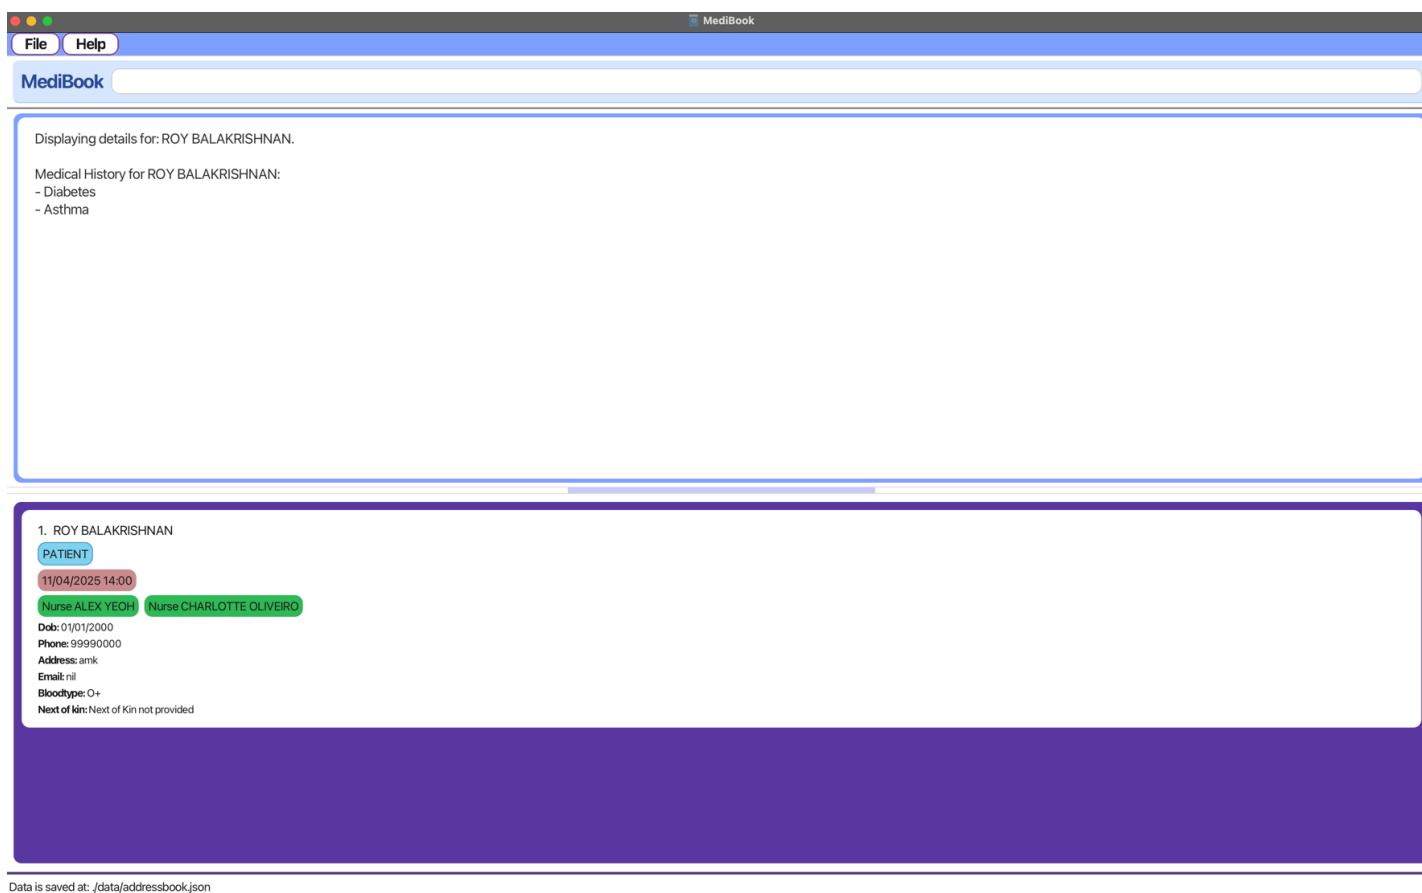 MediBook
File Help
MediBook
Displaying details for: ROY BALAKRISHNAN.
Medical History for ROY BALAKRISHNAN:
- Diabetes
- Asthma
1. ROY BALAKRISHNAN
PATIENT
11/04/2025 14:00
Nurse ALEX YEOH Nurse CHARLOTTE OLIVEIRO
Dob: 01/01/2000
Phone: 99990000
Address: amk
Email: nil
Bloodtype: O+
Next of kin: Next of Kin not provided
Data is saved at: ./data/addressbook.json